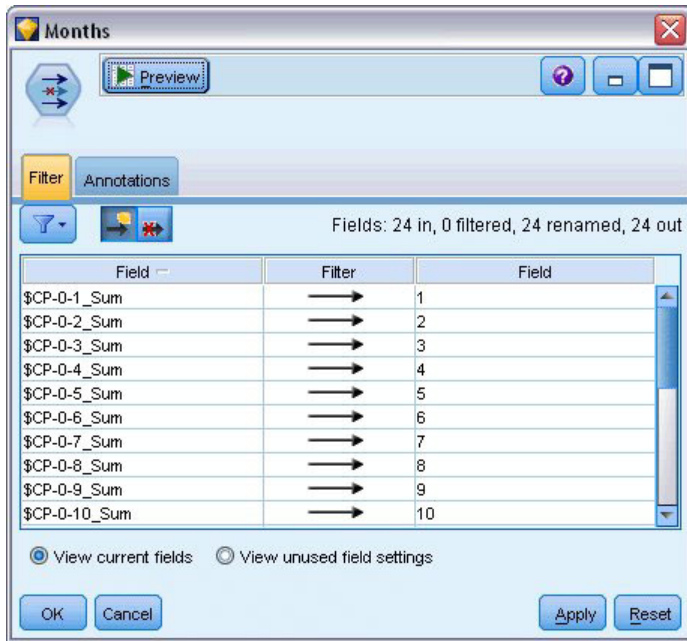 Months
Preview
Filter Annotations
Fields: 24 in, 0 filtered, 24 renamed, 24 out
Field Filter Field
$CP-0-1_Sum 1
$CP-0-2_Sum 2
$CP-0-3_Sum 3
$CP-0-4_Sum 4
$CP-0-5_Sum 5
$CP-0-6_Sum 6
$CP-0-7_Sum 7
$CP-0-8_Sum 8
$CP-0-9_Sum 9
$CP-0-10_Sum 10
View current fields View unused field settings
OK Cancel Apply Reset